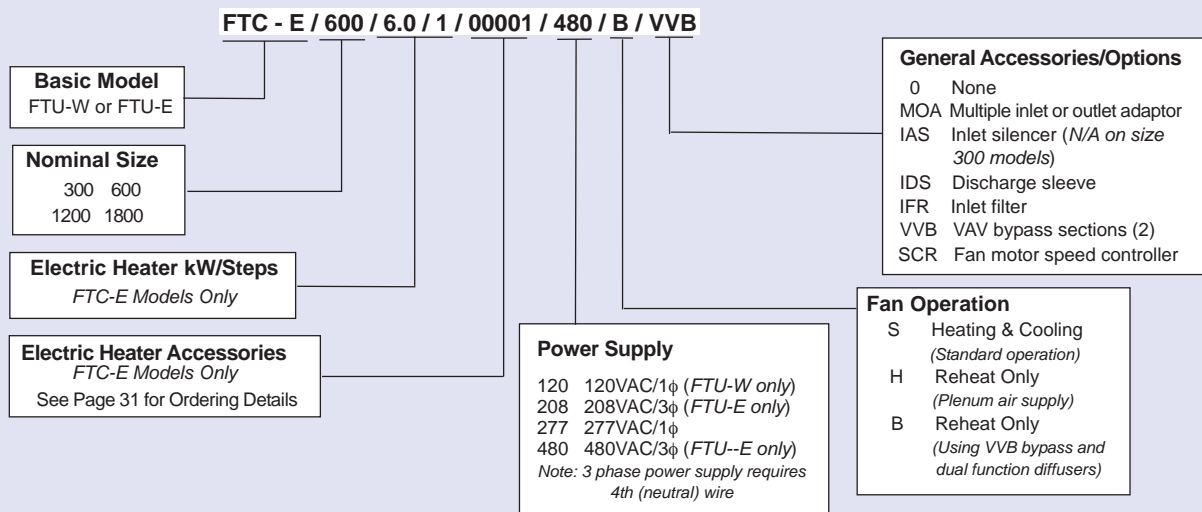 FTC - E / 600 / 6.0 / 1 / 00001 / 480 / B / VVB
Basic Model
FTU-W or FTU-E
Nominal Size
300 600
1200 1800
Electric Heater kW/Steps
FTC-E Models Only
Electric Heater Accessories
FTC-E Models Only
See Page 31 for Ordering Details
Power Supply
120 120VAC/1ϕ (FTU-W only)
208 208VAC/3ϕ (FTU-E only)
277 277VAC/1ϕ
480 480VAC/3ϕ (FTU--E only)
Note: 3 phase power supply requires
4th (neutral) wire
General Accessories/Options
0 None
MOA Multiple inlet or outlet adaptor
IAS Inlet silencer (N/A on size
300 models)
IDS Discharge sleeve
IFR Inlet filter
VVB VAV bypass sections (2)
SCR Fan motor speed controller
Fan Operation
S Heating & Cooling
(Standard operation)
H Reheat Only
(Plenum air supply)
B Reheat Only
(Using VVB bypass and
dual function diffusers)